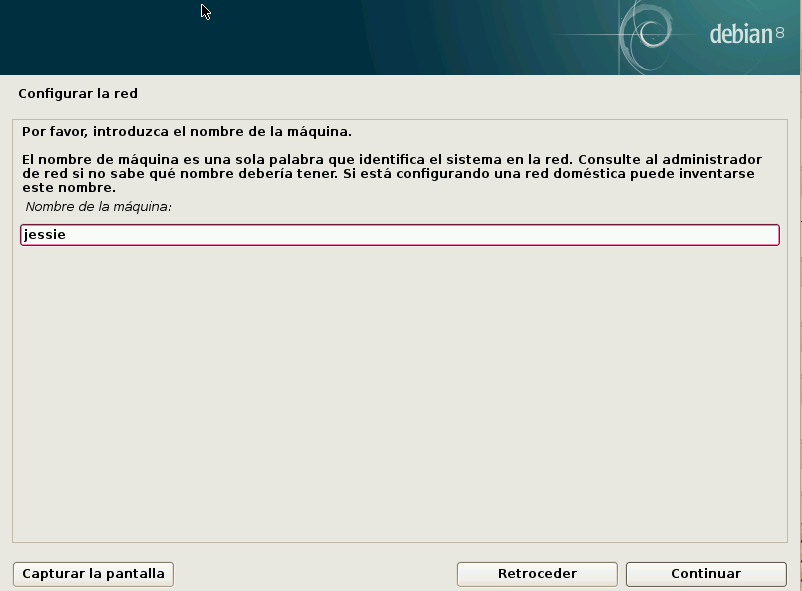 debian 8
Configurar la red
Por favor, introduzca el nombre de la máquina.
El nombre de máquina es una sola palabra que identifica el sistema en la red. Consulte al administrador
de red si no sabe qué nombre debería tener. Si está configurando una red doméstica puede inventarse
este nombre.
Nombre de la máquina:
jessie
Capturar la pantalla
Retroceder
Continuar